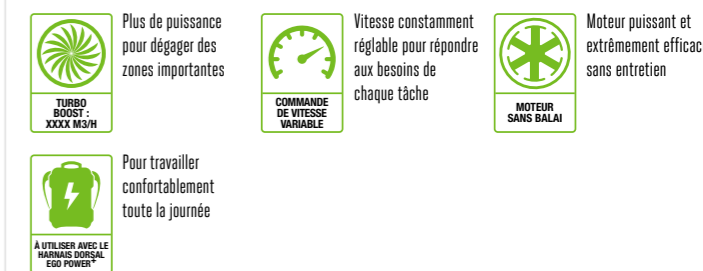 Plus de puissance
pour dégager des
zones importantes
TURBO
BOOST :
XXXX M3/H
Vitesse constamment
réglable pour répondre
aux besoins de
chaque tâche
COMMANDE
DE VITESSE
VARIABLE
Moteur puissant et
extrêmement efficac
sans entretien
MOTEUR
SANS BALAI
Pour travailler
confortablement
toute la journée
À UTILISER AVEC LE
HARNAIS DORSAL
EGO POWER+